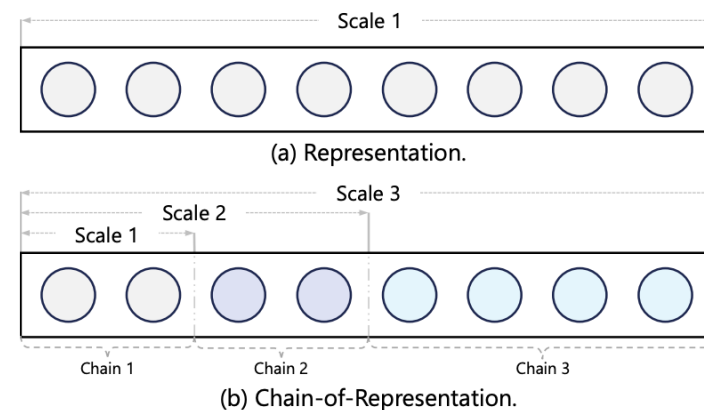 Scale 1
(a) Representation.
Scale 3
Scale 2
Scale 1
Chain 1 Chain 2 Chain 3
(b) Chain-of-Representation.